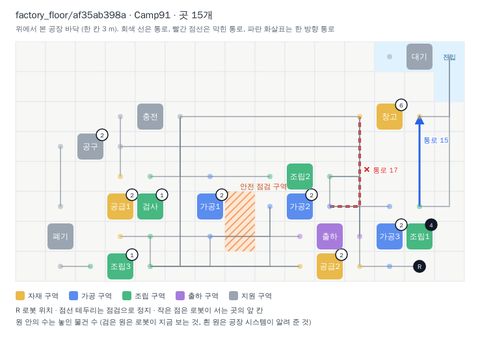 factory_floor/af35ab398a · Camp91 · 곳 15개
위에서 본 공장 바닥 (한 칸 3 m). 회색 선은 통로, 빨간 점선은 막힌 통로, 파란 화살표는 한 방향 통로
대기
진입
충전
창고 6
통로 15
공구 2
통로 17
조립2
안전 점검 구역
공급1 2
검사 1
가공1 2
가공2 2
폐기
출하
가공3 2
조립1 4
조립3 1
공급2 2
R
자재 구역
가공 구역
조립 구역
출하 구역
지원 구역
R 로봇 위치 · 점선 테두리는 점검으로 정지 · 작은 점은 로봇이 서는 곳의 앞 칸
원 안의 수는 놓인 물건 수 (검은 원은 로봇이 지금 보는 것, 흰 원은 공장 시스템이 알려 준 것)